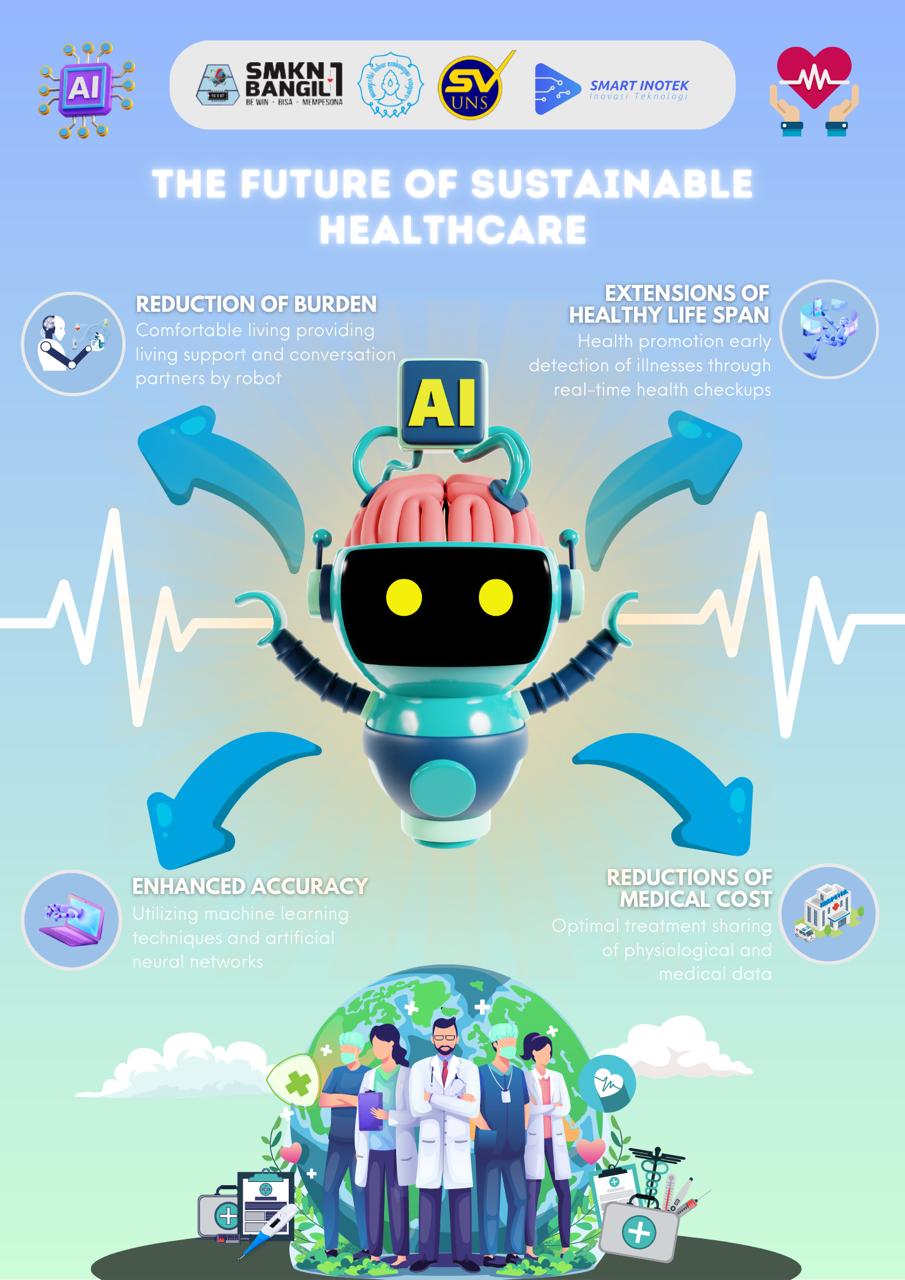 AI
SMKN
BANGIL 1
BE WIN - BISA - MEMPESONA
SV
UNS
SMART INOTEK
Inovasi Teknologi
THE FUTURE OF SUSTAINABLE
HEALTHCARE
REDUCTION OF BURDEN
Comfortable living providing
living support and conversation
partners by robot
EXTENSIONS OF
HEALTHY LIFE SPAN
Health promotion early
detection of illnesses through
real-time health checkups
AI
ENHANCED ACCURACY
Utilizing machine learning
techniques and artificial
neural networks
REDUCTIONS OF
MEDICAL COST
Optimal treatment sharing
of physiological and
medical data